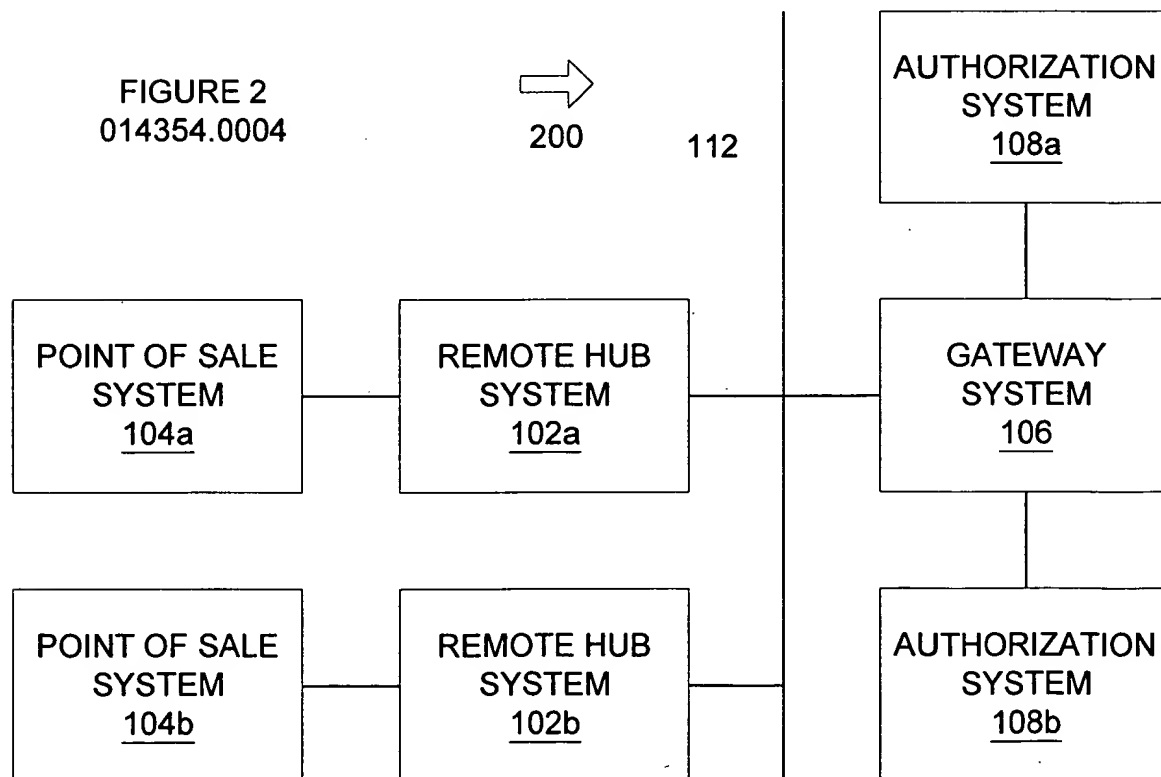 FIGURE 2
014354.0004
200
112
AUTHORIZATION
SYSTEM
108a
POINT OF SALE
SYSTEM
104a
REMOTE HUB
SYSTEM
102a
GATEWAY
SYSTEM
106
POINT OF SALE
SYSTEM
104b
REMOTE HUB
SYSTEM
102b
AUTHORIZATION
SYSTEM
108b